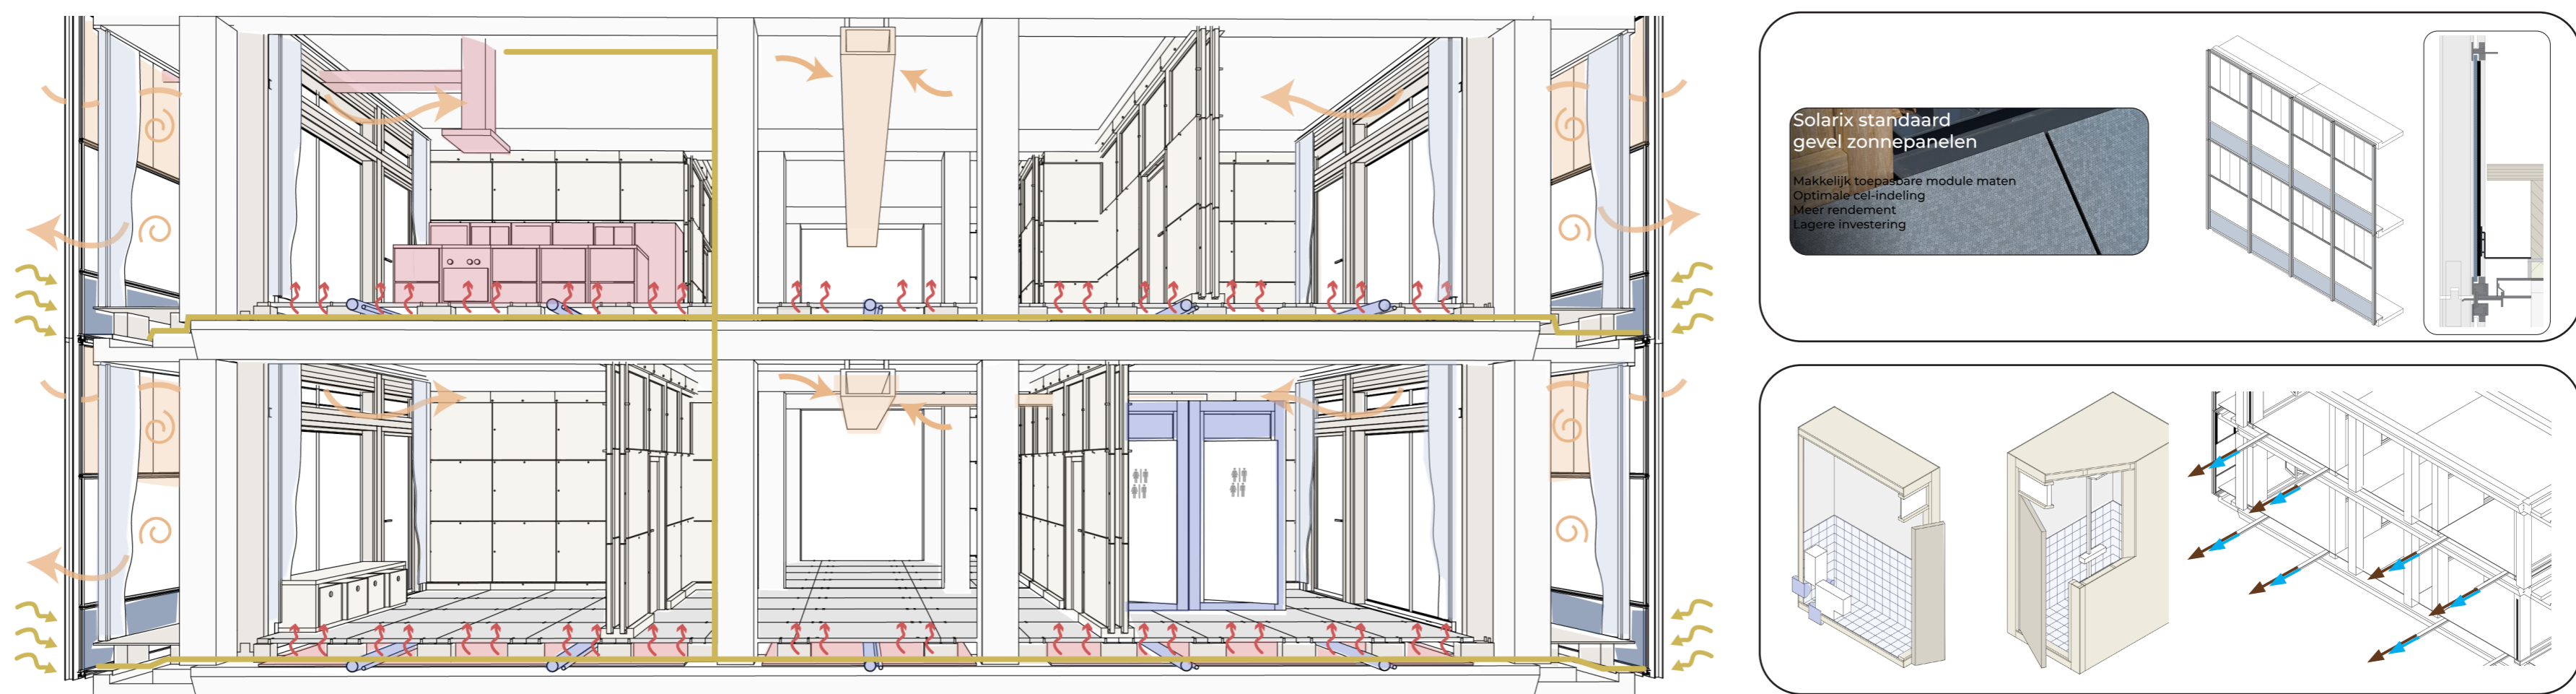 Solarix standaard
gevel zonnepanelen
Makkelijk toepasbare module maten
Optimale cel-indeling
Meer rendement
Lagere investering